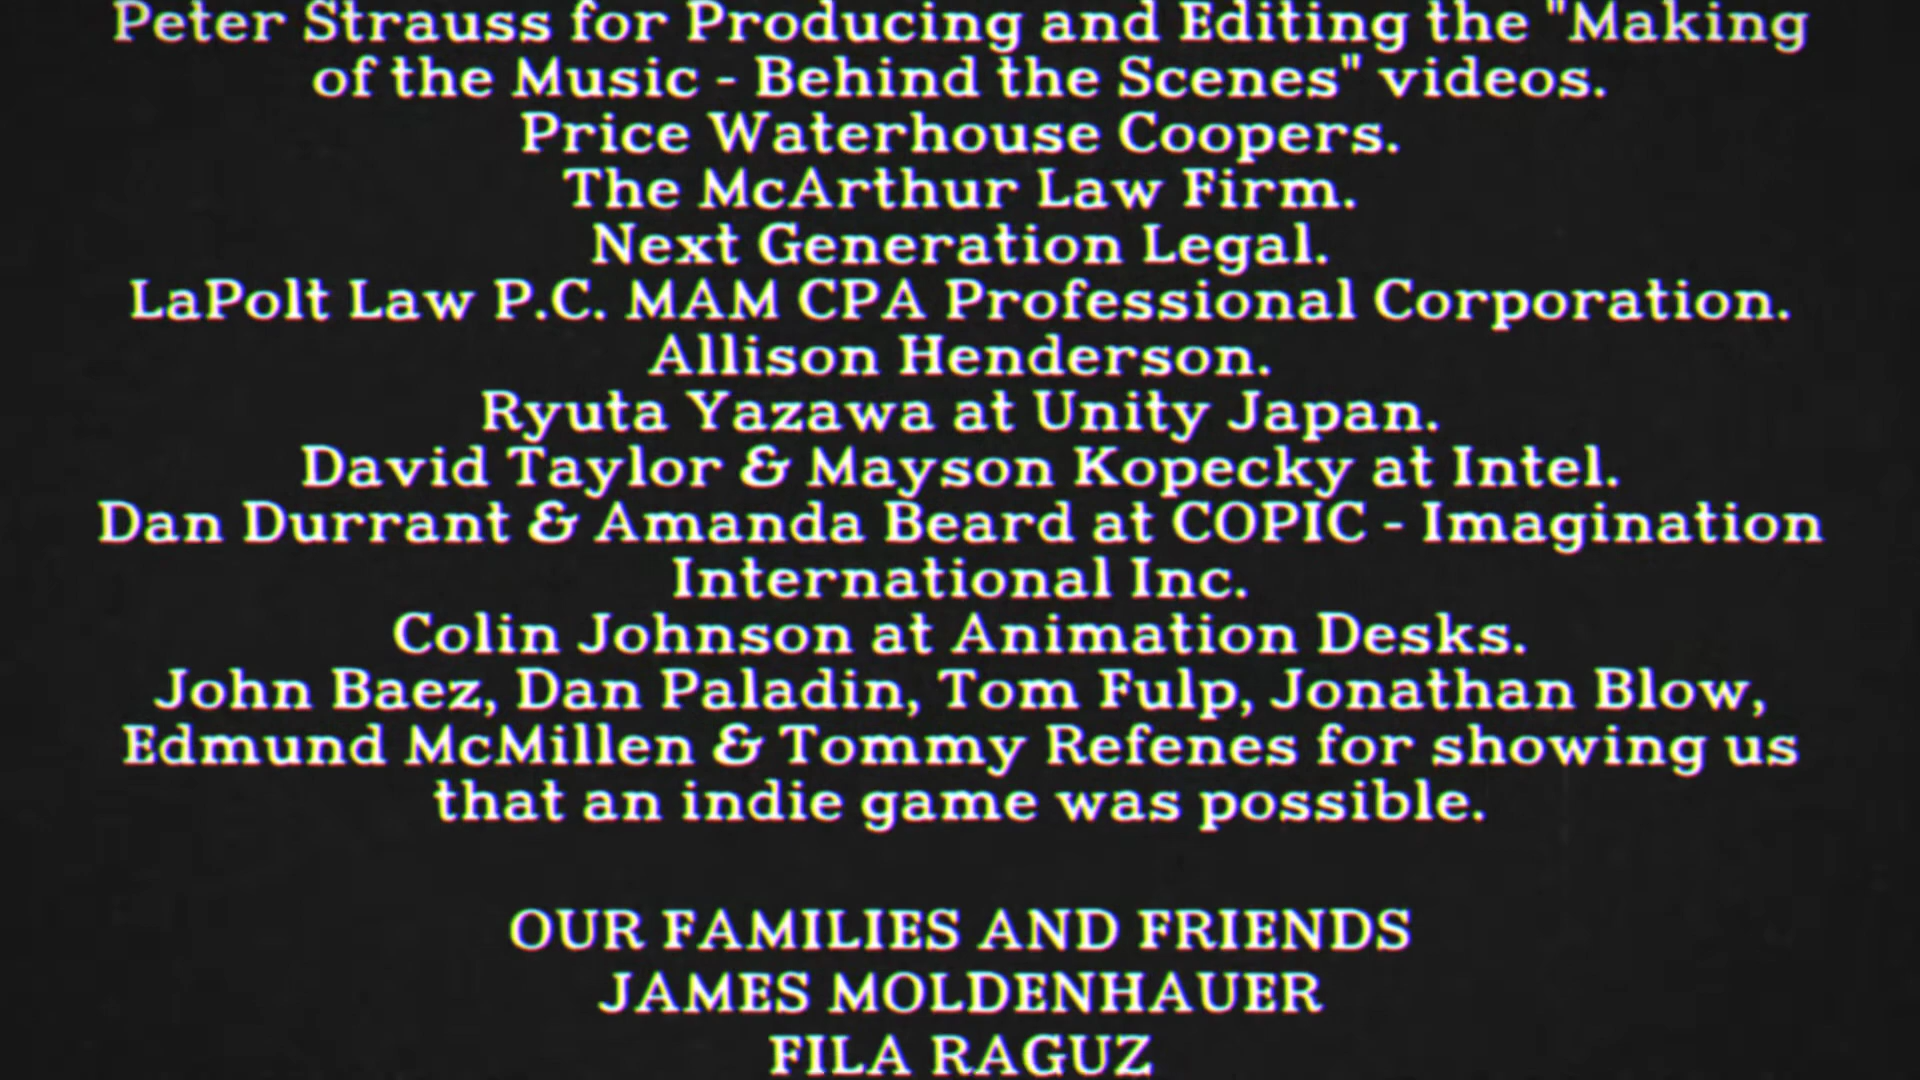 Peter Strauss for Producing and Editing the "Making
of the Music - Behind the Scenes" videos.
Price Waterhouse Coopers.
The McArthur Law Firm.
Next Generation Legal.
LaPolt Law P.C. MAM CPA Professional Corporation.
Allison Henderson.
Ryuta Yazawa at Unity Japan.
David Taylor & Mayson Kopecky at Intel.
Dan Durrant & Amanda Beard at COPIC - Imagination
International Inc.
Colin Johnson at Animation Desks.
John Baez, Dan Paladin, Tom Fulp, Jonathan Blow,
Edmund McMillen & Tommy Refenes for showing us
that an indie game was possible.
OUR FAMILIES AND FRIENDS
JAMES MOLDENHAUER
FILA RAGUZ